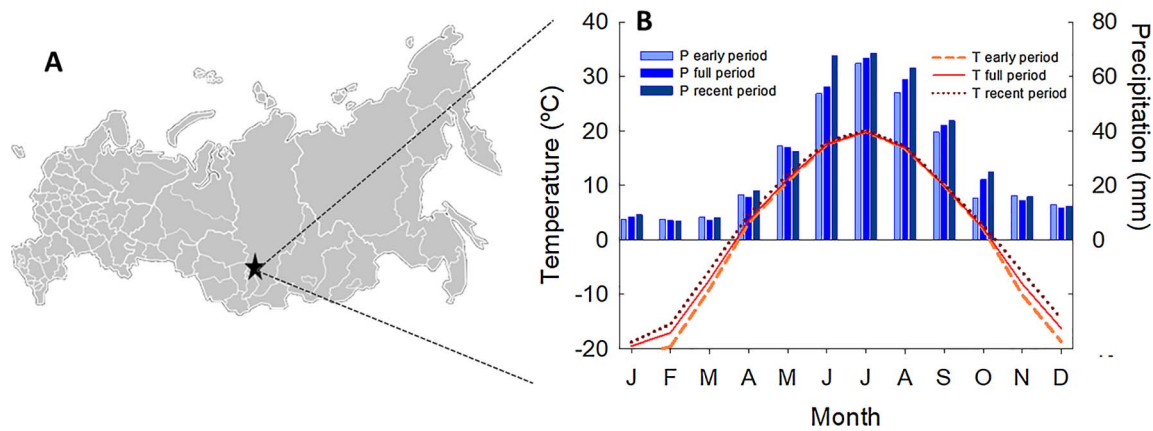 A
B
P early period
P full period
P recent period
T early period
T full period
T recent period
Temperature (ºC)
40
30
20
10
0
-10
-20
80
60
40
20
0
Precipitation (mm)
J F M A M J J A S O N D
Month